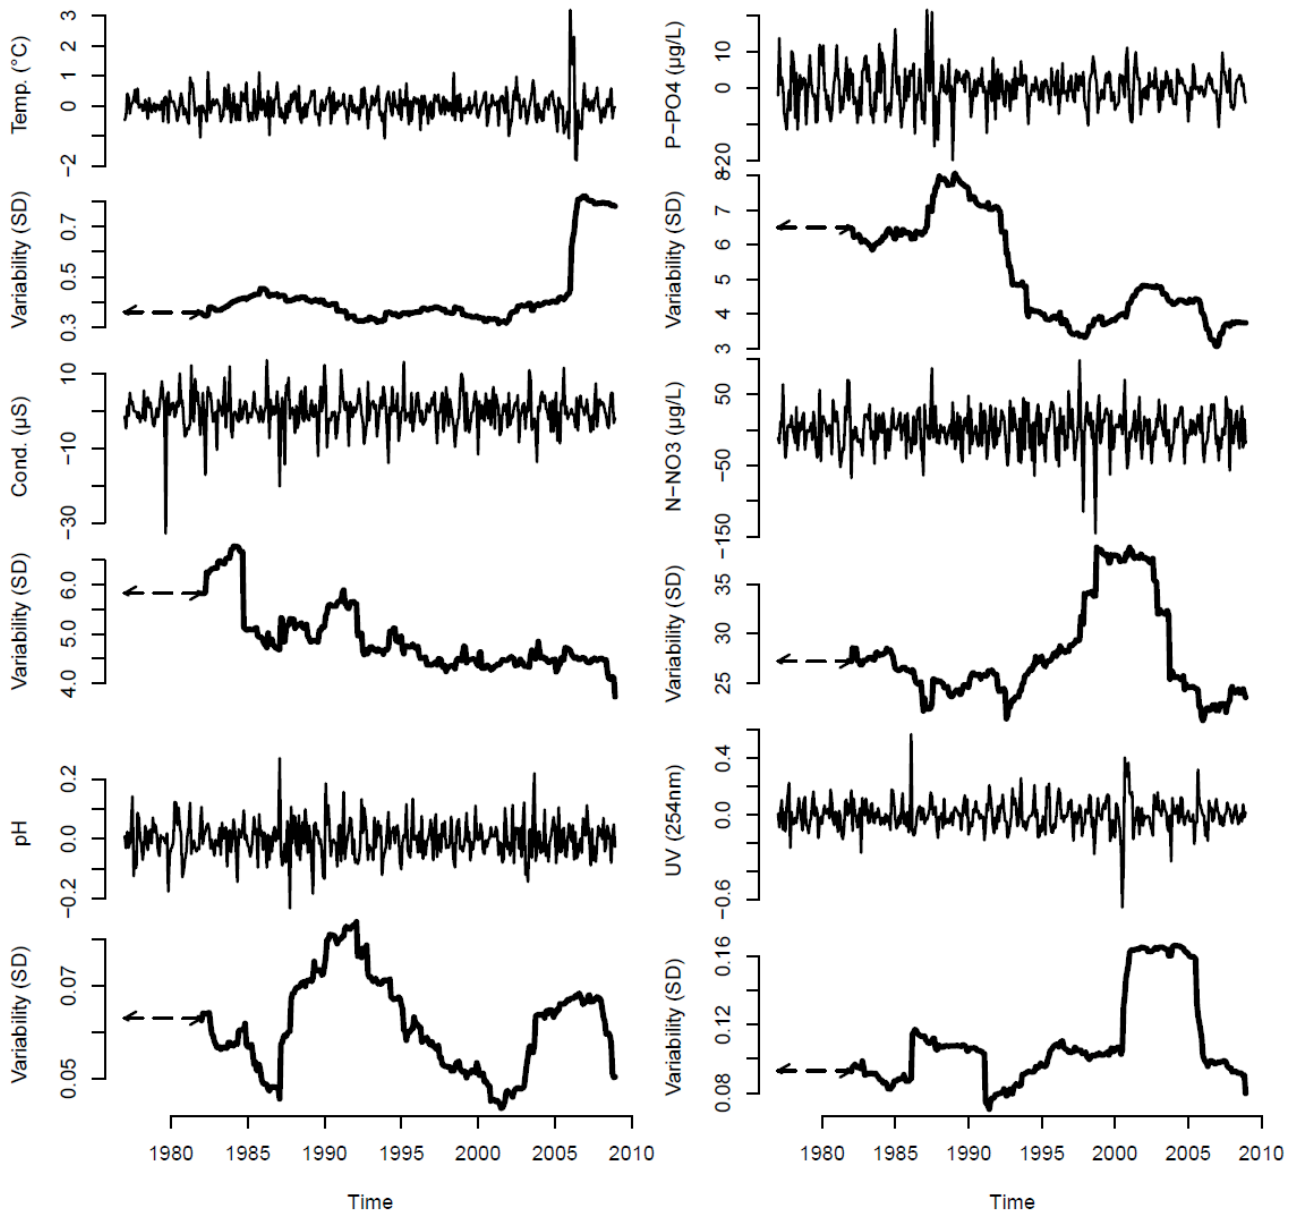 Temp. (°C)
3
2
1
0
−2
Variability (SD)
0.7
0.5
0.3
Cond. (µS)
10
−10
−30
Variability (SD)
6.0
5.0
4.0
pH
0.2
0.0
−0.2
Variability (SD)
0.07
0.05
1980 1985 1990 1995 2000 2005 2010
Time
P−PO4 (µg/L)
10
0
−20
Variability (SD)
8
7
6
5
4
3
N−NO3 (µg/L)
50
−50
−150
Variability (SD)
35
30
25
UV (254nm)
0.4
0.0
−0.6
Variability (SD)
0.16
0.12
0.08
1980 1985 1990 1995 2000 2005 2010
Time